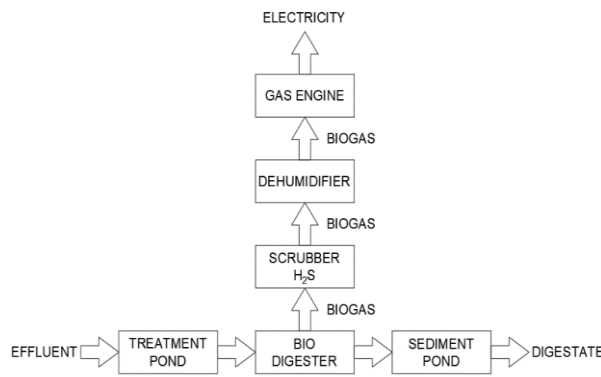 ELECTRICITY
GAS ENGINE
BIOGAS
DEHUMIDIFIER
BIOGAS
SCRUBBER
H₂S
BIOGAS
EFFLUENT
TREATMENT
POND
BIO
DIGESTER
SEDIMENT
POND
DIGESTATE